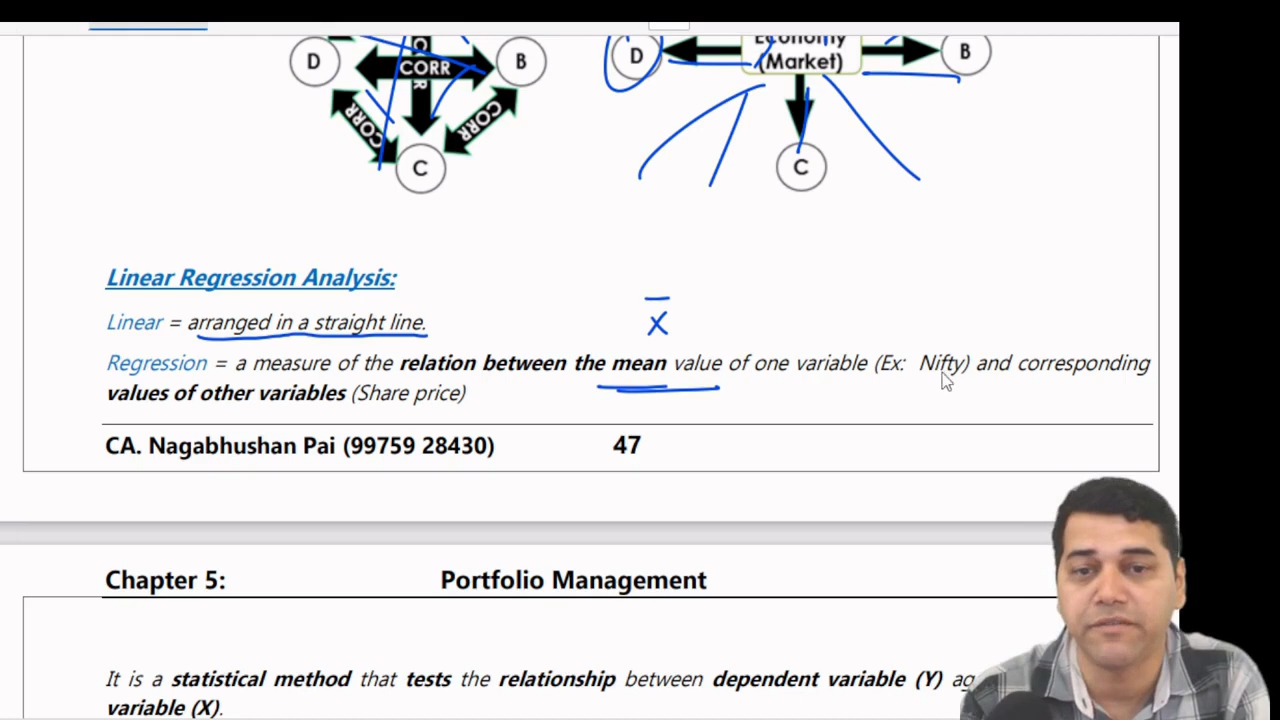 D
CORR
CORR
B
CORR
CORR
C
D
Economy
(Market)
B
C
Linear Regression Analysis:
Linear = arranged in a straight line.
x̄
Regression = a measure of the relation between the mean value of one variable (Ex: Nifty) and corresponding
values of other variables (Share price)
CA. Nagabhushan Pai (99759 28430) 47
Chapter 5: Portfolio Management
It is a statistical method that tests the relationship between dependent variable (Y) ag
variable (X).